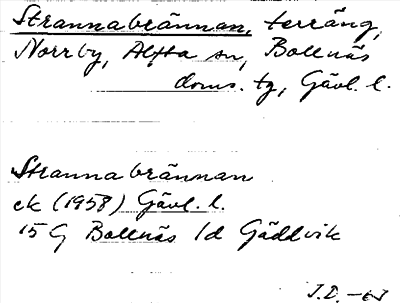 Strannabrännan, terräng,
Norrby, Alfta sn, Bollnäs
doms. tg, Gävl. l.
Strannabrännan
ek (1958) Gävl. l.
15 G Bollnäs 1d Gäddvik
J.D. -63